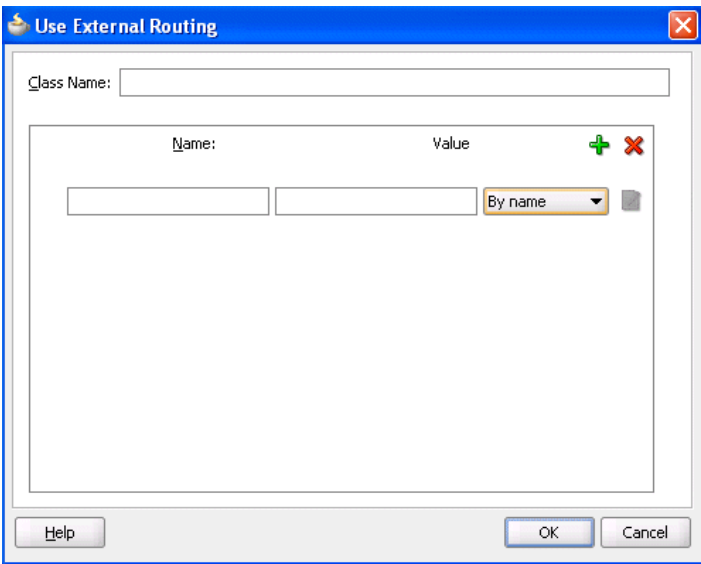 Use External Routing
Class Name:
Name: Value
By name
Help OK Cancel